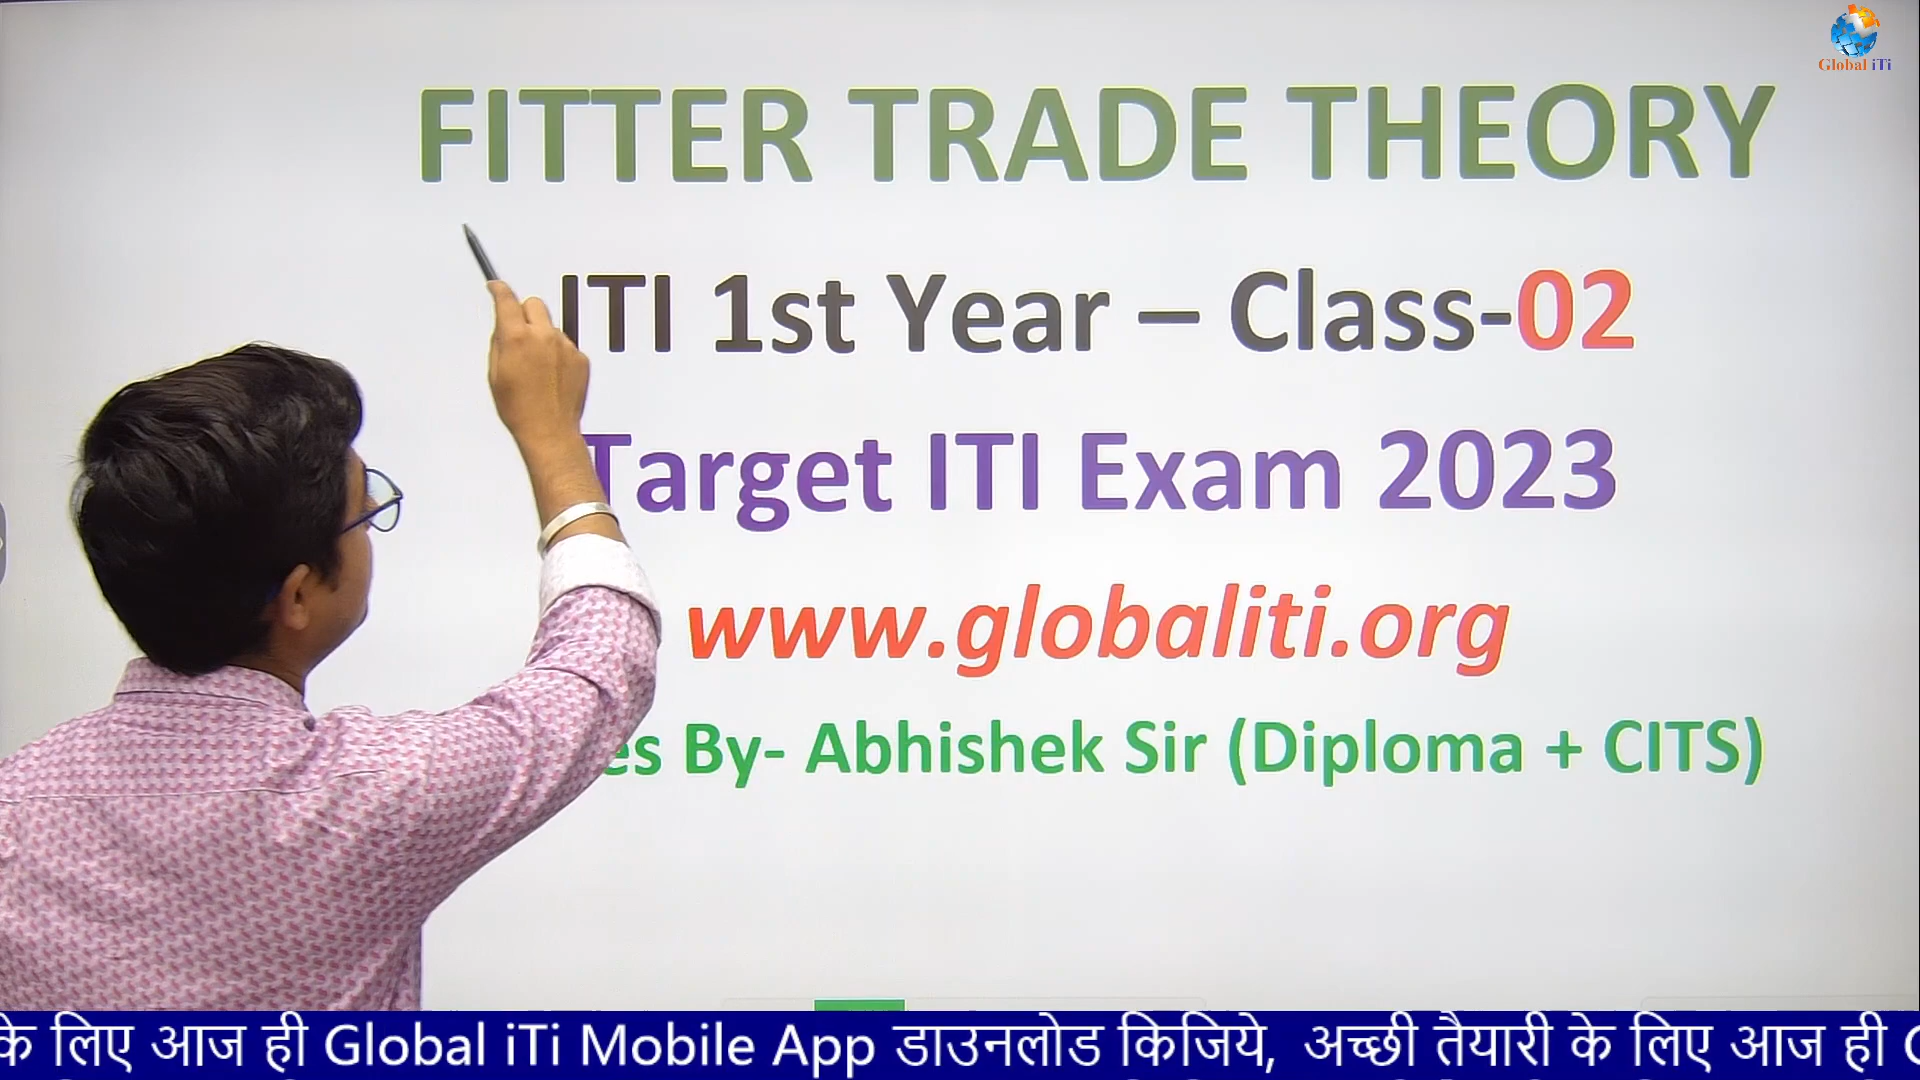 Global iTi
FITTER TRADE THEORY
ITI 1st Year – Class-02
Target ITI Exam 2023
www.globaliti.org
By- Abhishek Sir (Diploma + CITS)
के लिए आज ही Global iTi Mobile App डाउनलोड किजिये, अच्छी तैयारी के लिए आज ही